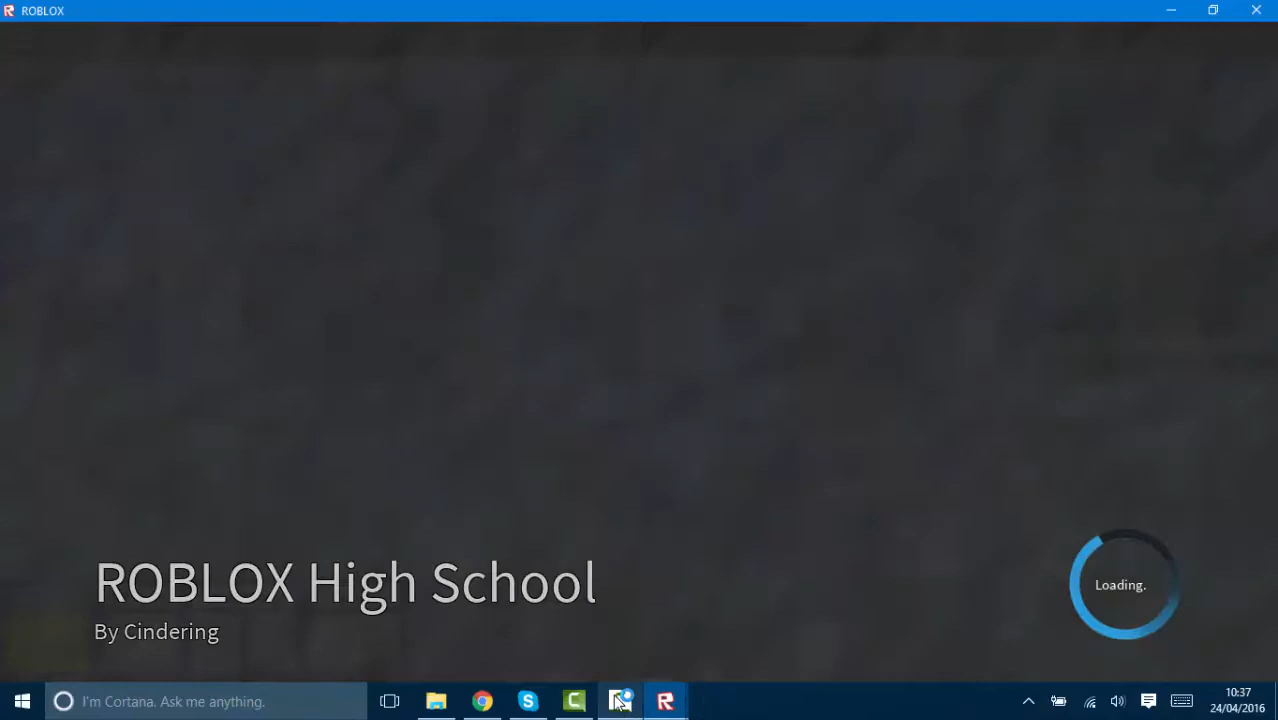 ROBLOX
ROBLOX High School
By Cindering
Loading.
I'm Cortana. Ask me anything.
10:37
24/04/2016